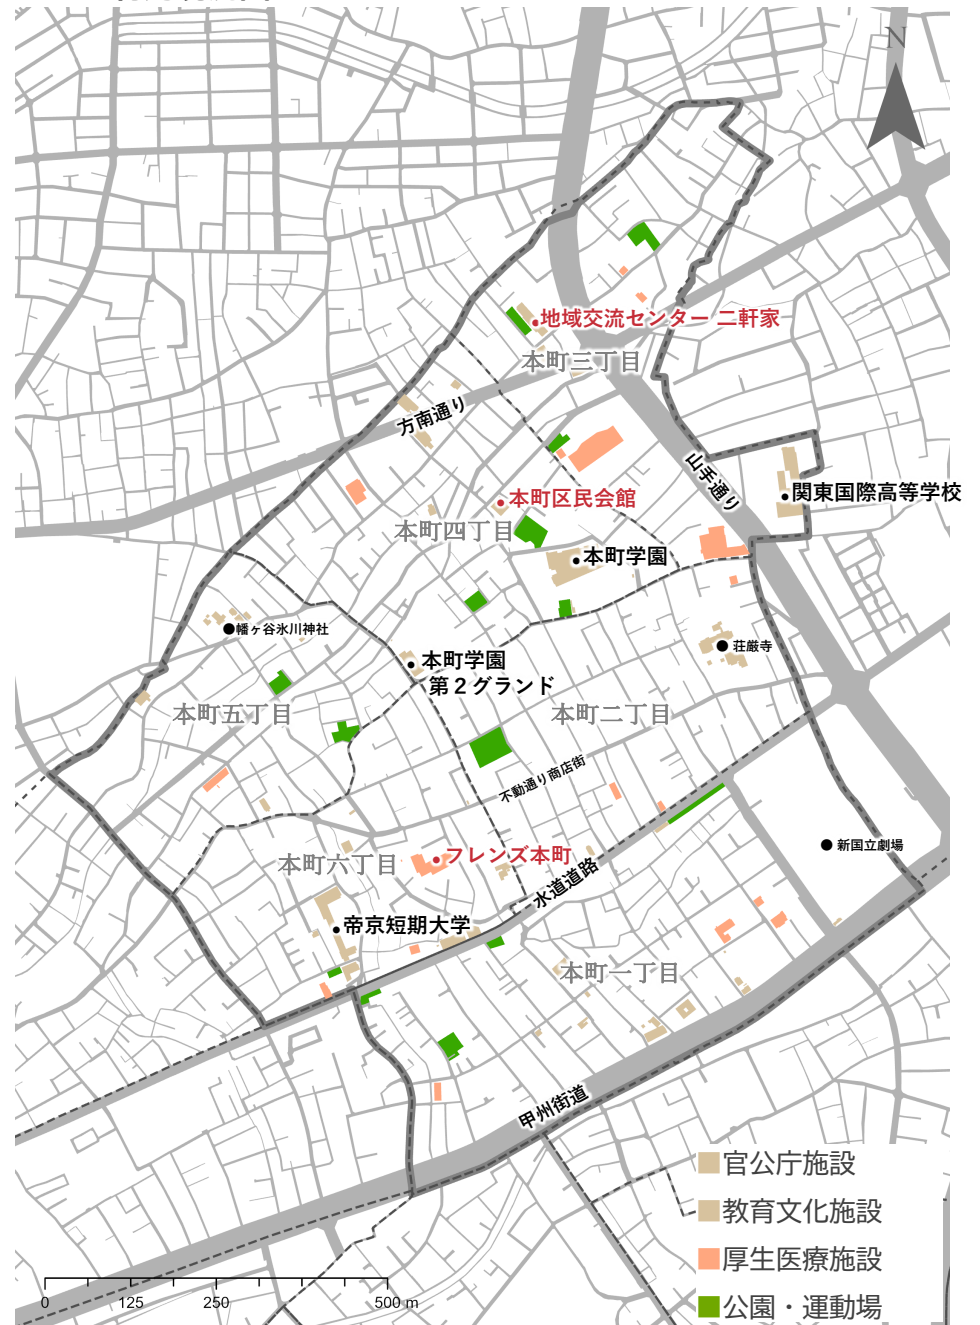 N
地域交流センター 二軒家
本町三丁目
方南通り
山手通り
関東国際高等学校
本町区民会館
本町四丁目
本町学園
幡ヶ谷氷川神社
荘厳寺
本町学園
第２グランド
本町五丁目
本町二丁目
不動通り商店街
新国立劇場
フレンズ本町
本町六丁目
水道道路
帝京短期大学
本町一丁目
甲州街道
官公庁施設
教育文化施設
厚生医療施設
公園・運動場
0 125 250 500 m